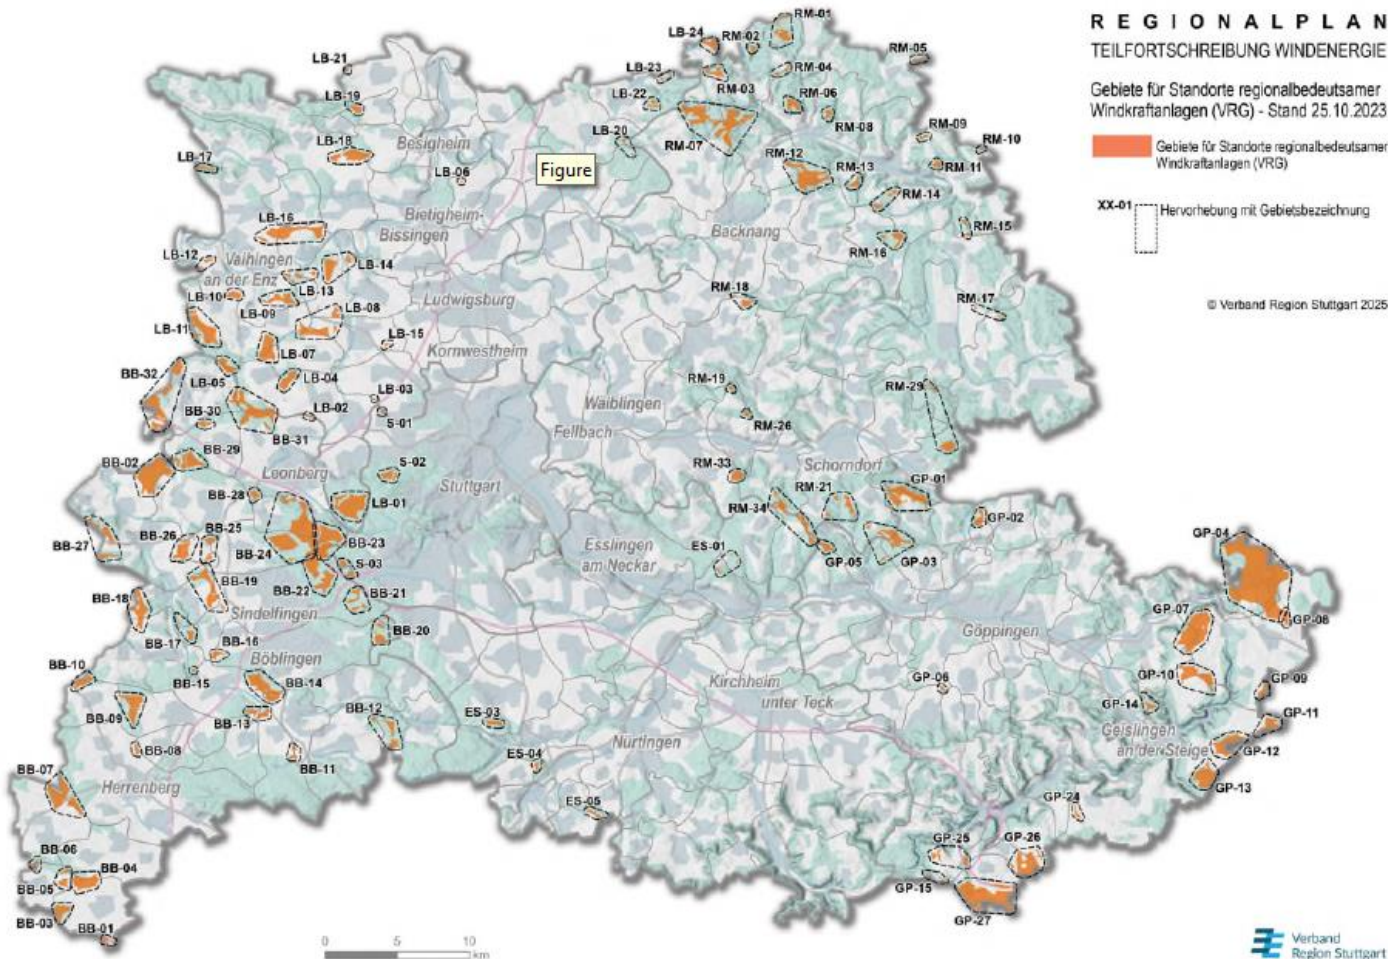 REGIONALPLAN
TEILFORTSCHREIBUNG WINDENERGIE
Gebiete für Standorte regionalbedeutsamer
Windkraftanlagen (VRG) - Stand 25.10.2023
Gebiete für Standorte regionalbedeutsamer
Windkraftanlagen (VRG)
XX-01
Hervorhebung mit Gebietsbezeichnung
© Verband Region Stuttgart 2025
RM-01
LB-24
RM-02
LB-21
RM-05
LB-23
RM-04
RM-03
LB-19
LB-22
RM-06
RM-08
RM-09
LB-20
Besigheim
RM-07
RM-10
LB-18
RM-12
LB-17
Figure
RM-13
RM-11
LB-06
RM-14
LB-16
Bietigheim-
Bissingen
Backnang
RM-15
RM-16
LB-12
Vaihingen
an der Enz
LB-14
LB-13
LB-10
LB-09
LB-08
Ludwigsburg
RM-18
RM-17
LB-11
LB-15
LB-07
Kornwestheim
BB-32
LB-05
LB-04
LB-03
RM-19
RM-29
BB-30
LB-02
S-01
Waiblingen
RM-26
BB-31
Fellbach
BB-29
BB-02
Leonberg
S-02
RM-33
Schorndorf
BB-28
Stuttgart
RM-21
GP-01
LB-01
RM-34
GP-02
BB-25
BB-27
BB-26
BB-24
BB-23
Esslingen
am Neckar
ES-01
GP-05
GP-03
GP-04
S-03
BB-19
BB-22
BB-18
BB-21
Sindelfingen
GP-07
GP-08
BB-17
BB-20
Göppingen
BB-16
Böblingen
BB-10
BB-15
GP-10
Kirchheim
unter Teck
GP-06
GP-09
BB-14
GP-14
BB-09
BB-12
ES-03
BB-13
GP-11
Geislingen
an der Steige
Nürtingen
BB-08
ES-04
GP-12
BB-11
BB-07
Herrenberg
GP-13
ES-05
GP-24
GP-25
GP-26
BB-06
BB-04
BB-05
GP-15
BB-03
GP-27
BB-01
0 5 10
km
Verband
Region Stuttgart